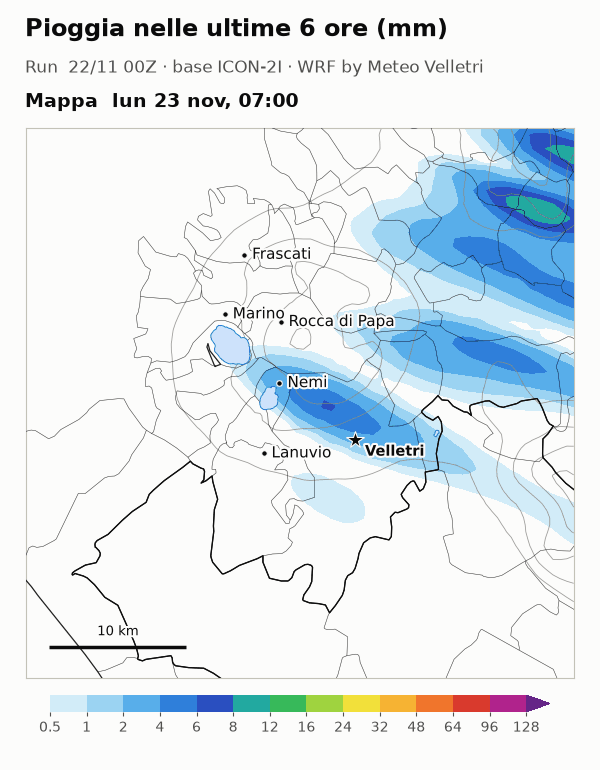 Pioggia nelle ultime 6 ore (mm)
Run 22/11 00Z · base ICON-2I · WRF by Meteo Velletri
Mappa lun 23 nov, 07:00
Frascati
Marino
Rocca di Papa
Nemi
Velletri
Lanuvio
10 km
0.5 1 2 4 6 8 12 16 24 32 48 64 96 128